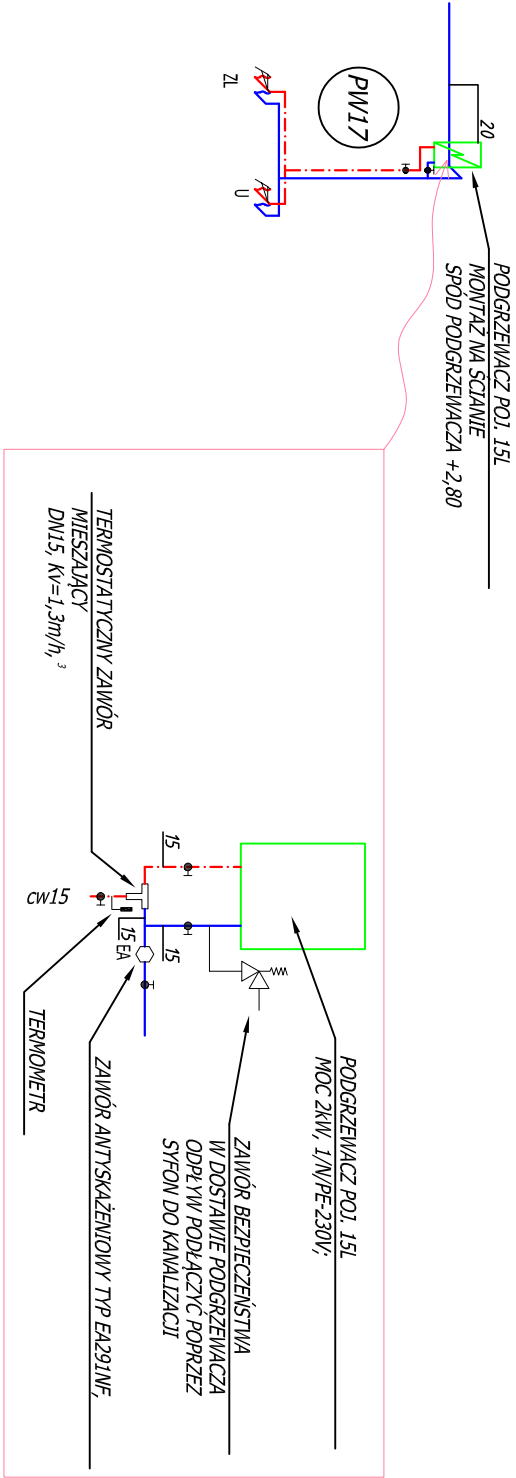 PW17
20
ZL
U
PODGRZEWACZ POJ. 15L
MONTAŻ NA ŚCIANIE
SPÓD PODGRZEWACZA +2,80
TERMOSTATYCZNY ZAWÓR
MIESZAJĄCY
DN15, Kv=1,3m/h, ³
15
15
15
EA
cw15
TERMOMETR
PODGRZEWACZ POJ. 15L
MOC 2kW, 1/N/PE-230V;
ZAWÓR BEZPIECZEŃSTWA
W DOSTAWIE PODGRZEWACZA
ODPŁYW PODŁĄCZYĆ POPRZEZ
SYFON DO KANALIZACJI
ZAWÓR ANTYSKAŻENIOWY TYP EA291NF,